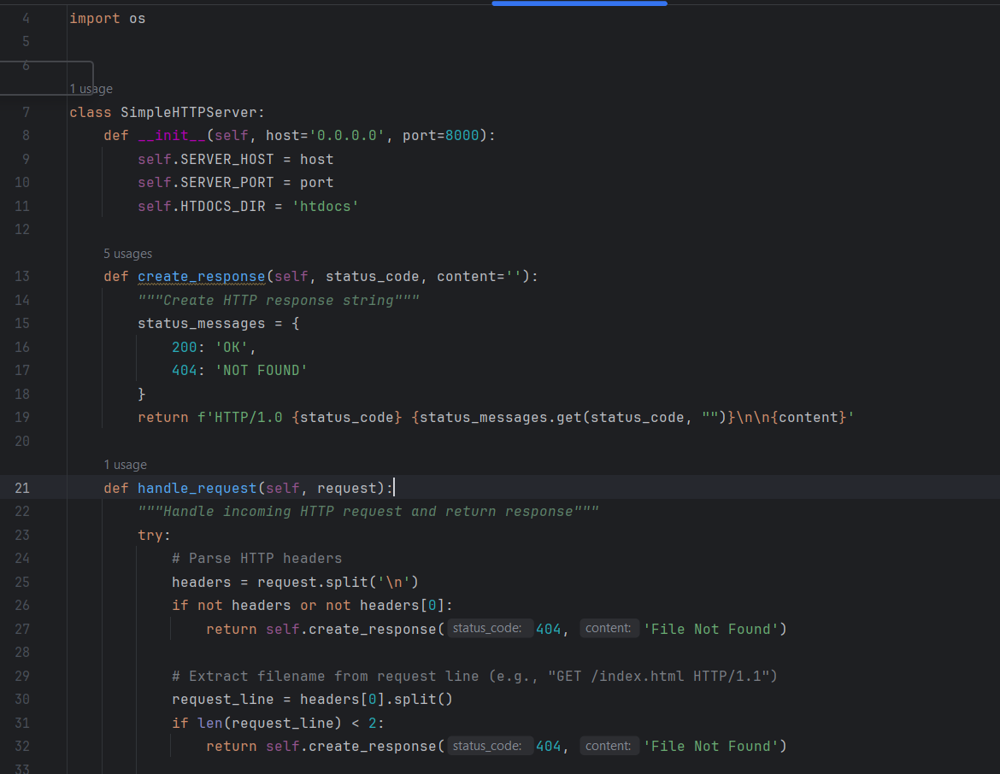 4 import os
5
6
1 usage
7 class SimpleHTTPServer:
8     def __init__(self, host='0.0.0.0', port=8000):
9         self.SERVER_HOST = host
10         self.SERVER_PORT = port
11         self.HTDOCS_DIR = 'htdocs'
12
5 usages
13     def create_response(self, status_code, content=''):
14         """Create HTTP response string"""
15         status_messages = {
16             200: 'OK',
17             404: 'NOT FOUND'
18         }
19         return f'HTTP/1.0 {status_code} {status_messages.get(status_code, "")}\n\n{content}'
20
1 usage
21     def handle_request(self, request):
22         """Handle incoming HTTP request and return response"""
23         try:
24             # Parse HTTP headers
25             headers = request.split('\n')
26             if not headers or not headers[0]:
27                 return self.create_response( status_code: 404, content: 'File Not Found')
28
29             # Extract filename from request line (e.g., "GET /index.html HTTP/1.1")
30             request_line = headers[0].split()
31             if len(request_line) < 2:
32                 return self.create_response( status_code: 404, content: 'File Not Found')
33